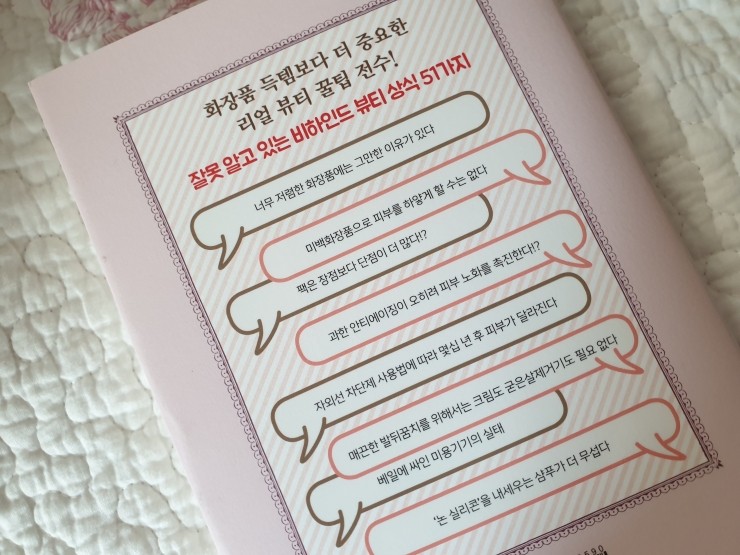 화장품 득템보다 더 중요한
리얼 뷰티 꿀팁 전수!
잘못 알고 있는 비하인드 뷰티 상식 51가지
너무 저렴한 화장품에는 그만한 이유가 있다
미백화장품으로 피부를 하얗게 할 수는 없다
팩은 장점보다 단점이 더 많다!?
과한 안티에이징이 오히려 피부 노화를 촉진한다!?
자외선 차단제 사용법에 따라 몇십 년 후 피부가 달라진다
매끈한 발뒤꿈치를 위해서는 크림도 굳은살제거기도 필요 없다
베일에 싸인 미용기기의 실태
'논 실리콘'을 내세우는 샴푸가 더 무섭다